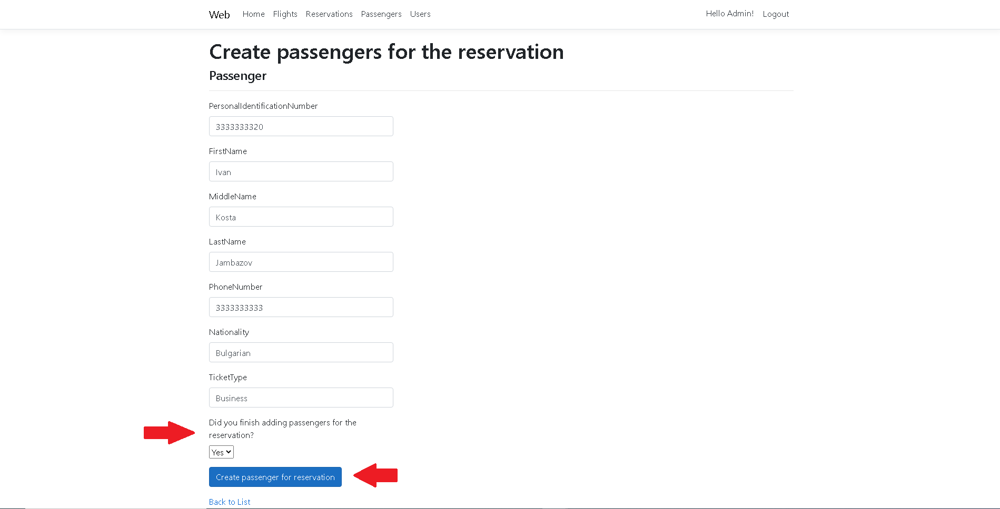 Web Home Flights Reservations Passengers Users Hello Admin! Logout
Create passengers for the reservation
Passenger
PersonalIdentificationNumber
3333333320
FirstName
Ivan
MiddleName
Kosta
LastName
Jambazov
PhoneNumber
3333333333
Nationality
Bulgarian
TicketType
Business
Did you finish adding passengers for the
reservation?
Yes
Create passenger for reservation
Back to List